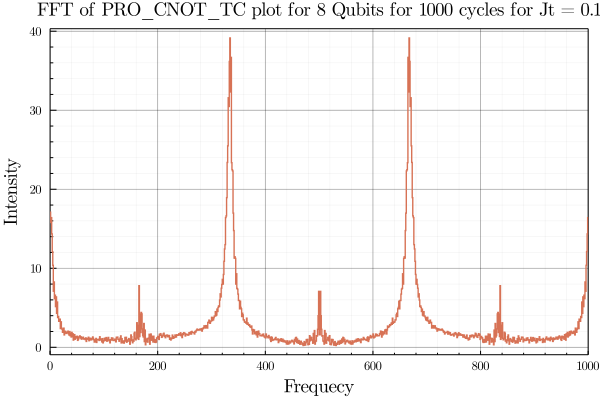 FFT of PRO_CNOT_TC plot for 8 Qubits for 1000 cycles for Jt = 0.1
40
30
20
10
0
Intensity
0 200 400 600 800 1000
Frequecy